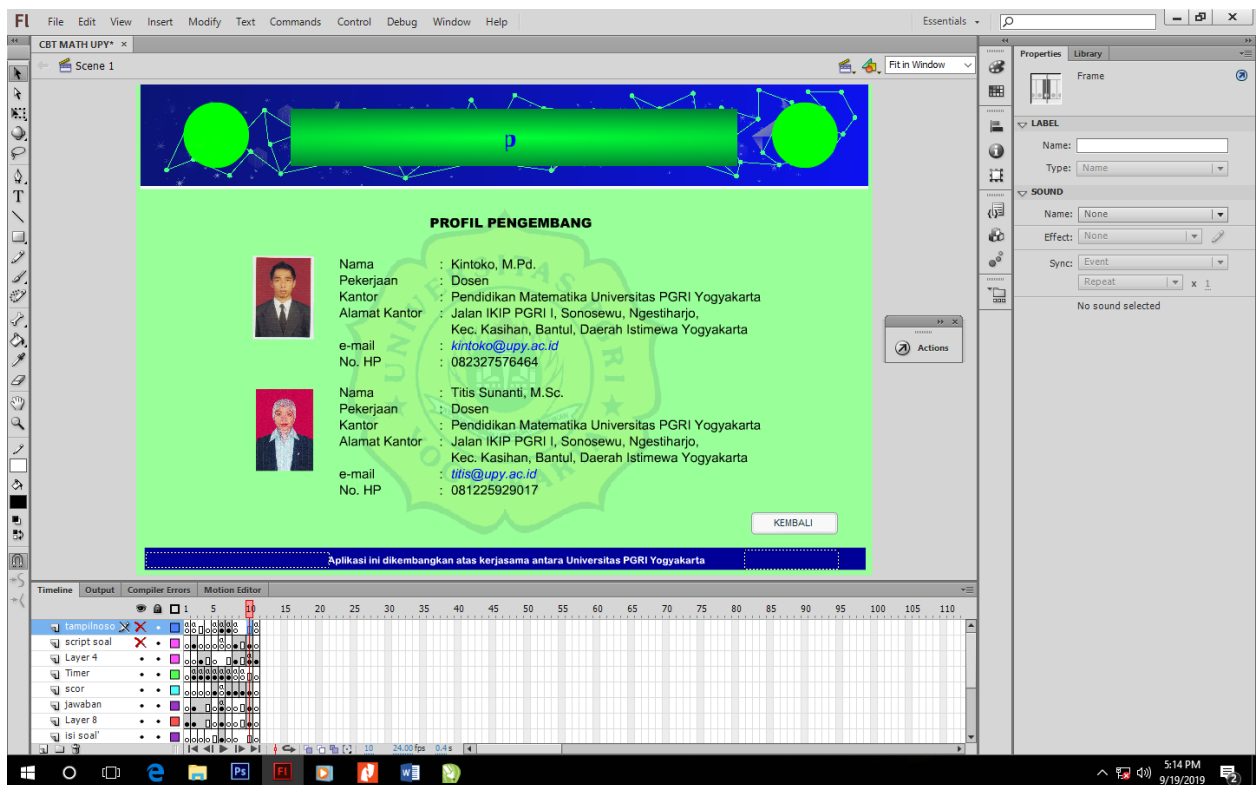 Fl File Edit View Insert Modify Text Commands Control Debug Window Help Essentials
CBT MATH UPY* ×
Scene 1 Fit in Window
p
PROFIL PENGEMBANG
Nama : Kintoko, M.Pd.
Pekerjaan : Dosen
Kantor : Pendidikan Matematika Universitas PGRI Yogyakarta
Alamat Kantor : Jalan IKIP PGRI I, Sonosewu, Ngestiharjo,
Kec. Kasihan, Bantul, Daerah Istimewa Yogyakarta
e-mail : kintoko@upy.ac.id
No. HP : 082327576464
Nama : Titis Sunanti, M.Sc.
Pekerjaan : Dosen
Kantor : Pendidikan Matematika Universitas PGRI Yogyakarta
Alamat Kantor : Jalan IKIP PGRI I, Sonosewu, Ngestiharjo,
Kec. Kasihan, Bantul, Daerah Istimewa Yogyakarta
e-mail : titis@upy.ac.id
No. HP : 081225929017
UNIVERSITAS PGRI
YOGYAKARTA
KEMBALI
Aplikasi ini dikembangkan atas kerjasama antara Universitas PGRI Yogyakarta
Actions
Properties Library
Frame
LABEL
Name:
Type: Name
SOUND
Name: None
Effect: None
Sync: Event
Repeat x 1
No sound selected
Timeline Output Compiler Errors Motion Editor
1 5 10 15 20 25 30 35 40 45 50 55 60 65 70 75 80 85 90 95 100 105 110
tampilnoso
script soal
Layer 4
Timer
scor
jawaban
Layer 8
isi soal'
10 24.00 fps 0.4 s
Ps Fl
5:14 PM
9/19/2019
2